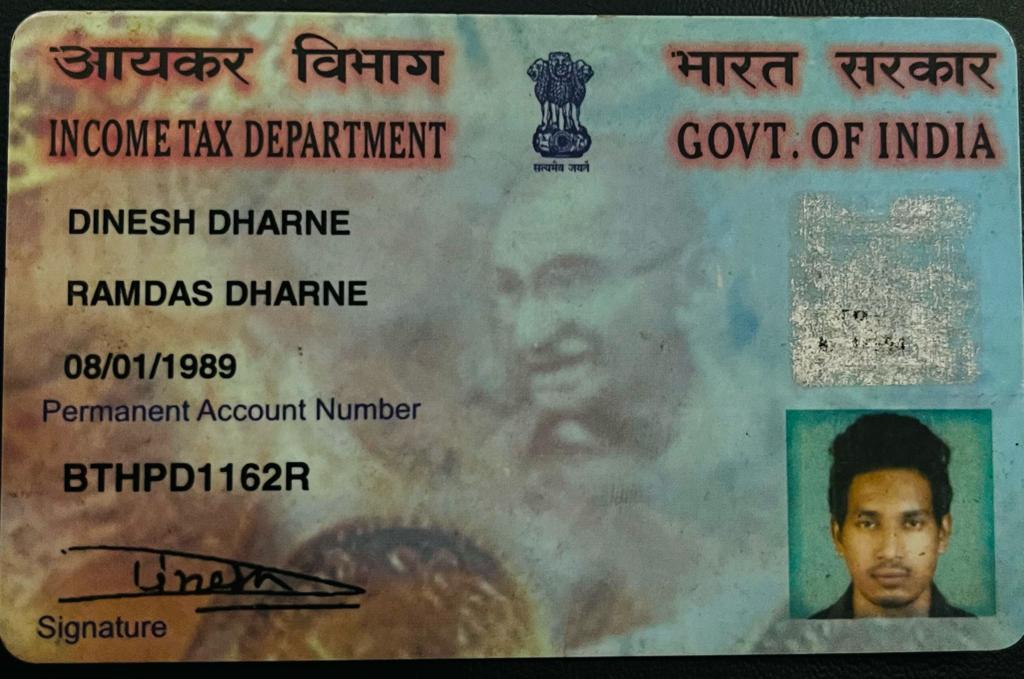 आयकर विभाग
INCOME TAX DEPARTMENT
सत्यमेव जयते
भारत सरकार
GOVT. OF INDIA
DINESH DHARNE
RAMDAS DHARNE
08/01/1989
Permanent Account Number
BTHPD1162R
Dinesh
Signature